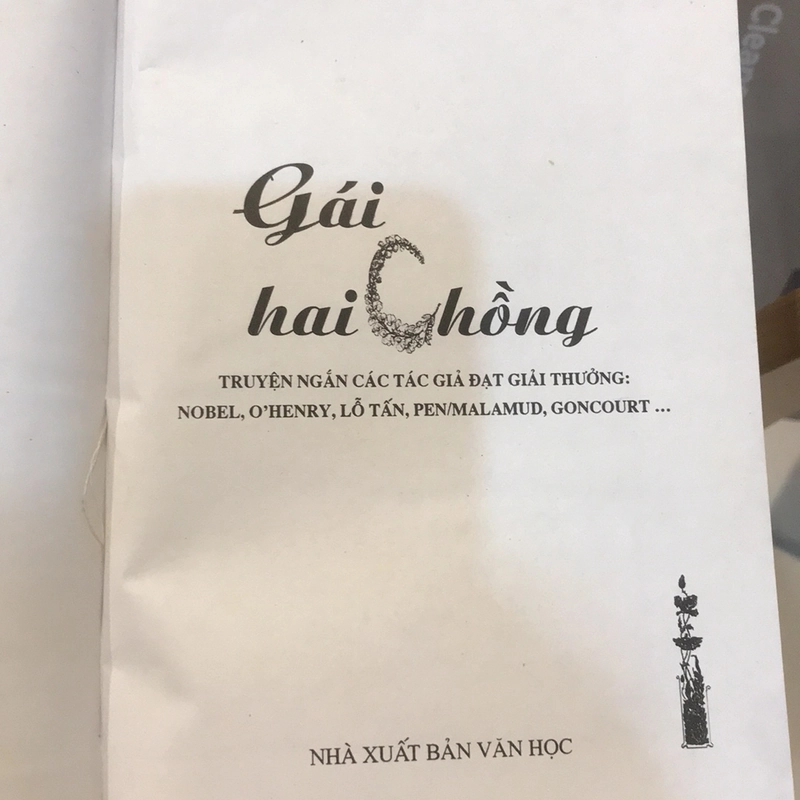 Gái
hai Chồng
TRUYỆN NGẮN CÁC TÁC GIẢ ĐẠT GIẢI THƯỞNG:
NOBEL, O'HENRY, LỖ TẤN, PEN/MALAMUD, GONCOURT ...
NHÀ XUẤT BẢN VĂN HỌC